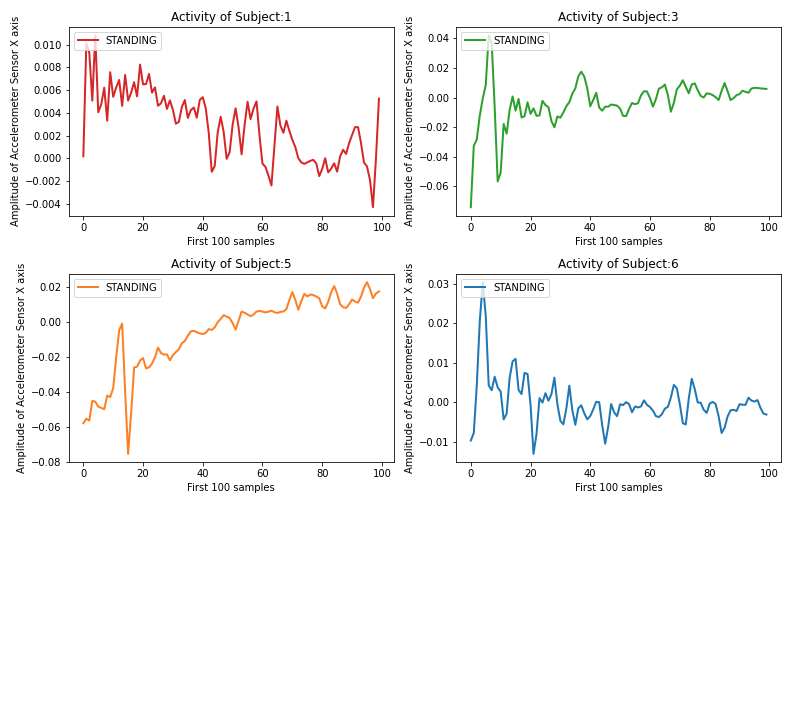 Activity of Subject:1
Amplitude of Accelerometer Sensor X axis
STANDING
0.010
0.008
0.006
0.004
0.002
0.000
−0.002
−0.004
0 20 40 60 80 100
First 100 samples
Activity of Subject:3
Amplitude of Accelerometer Sensor X axis
STANDING
0.04
0.02
0.00
−0.02
−0.04
−0.06
0 20 40 60 80 100
First 100 samples
Activity of Subject:5
Amplitude of Accelerometer Sensor X axis
STANDING
0.02
0.00
−0.02
−0.04
−0.06
−0.08
0 20 40 60 80 100
First 100 samples
Activity of Subject:6
Amplitude of Accelerometer Sensor X axis
STANDING
0.03
0.02
0.01
0.00
−0.01
0 20 40 60 80 100
First 100 samples